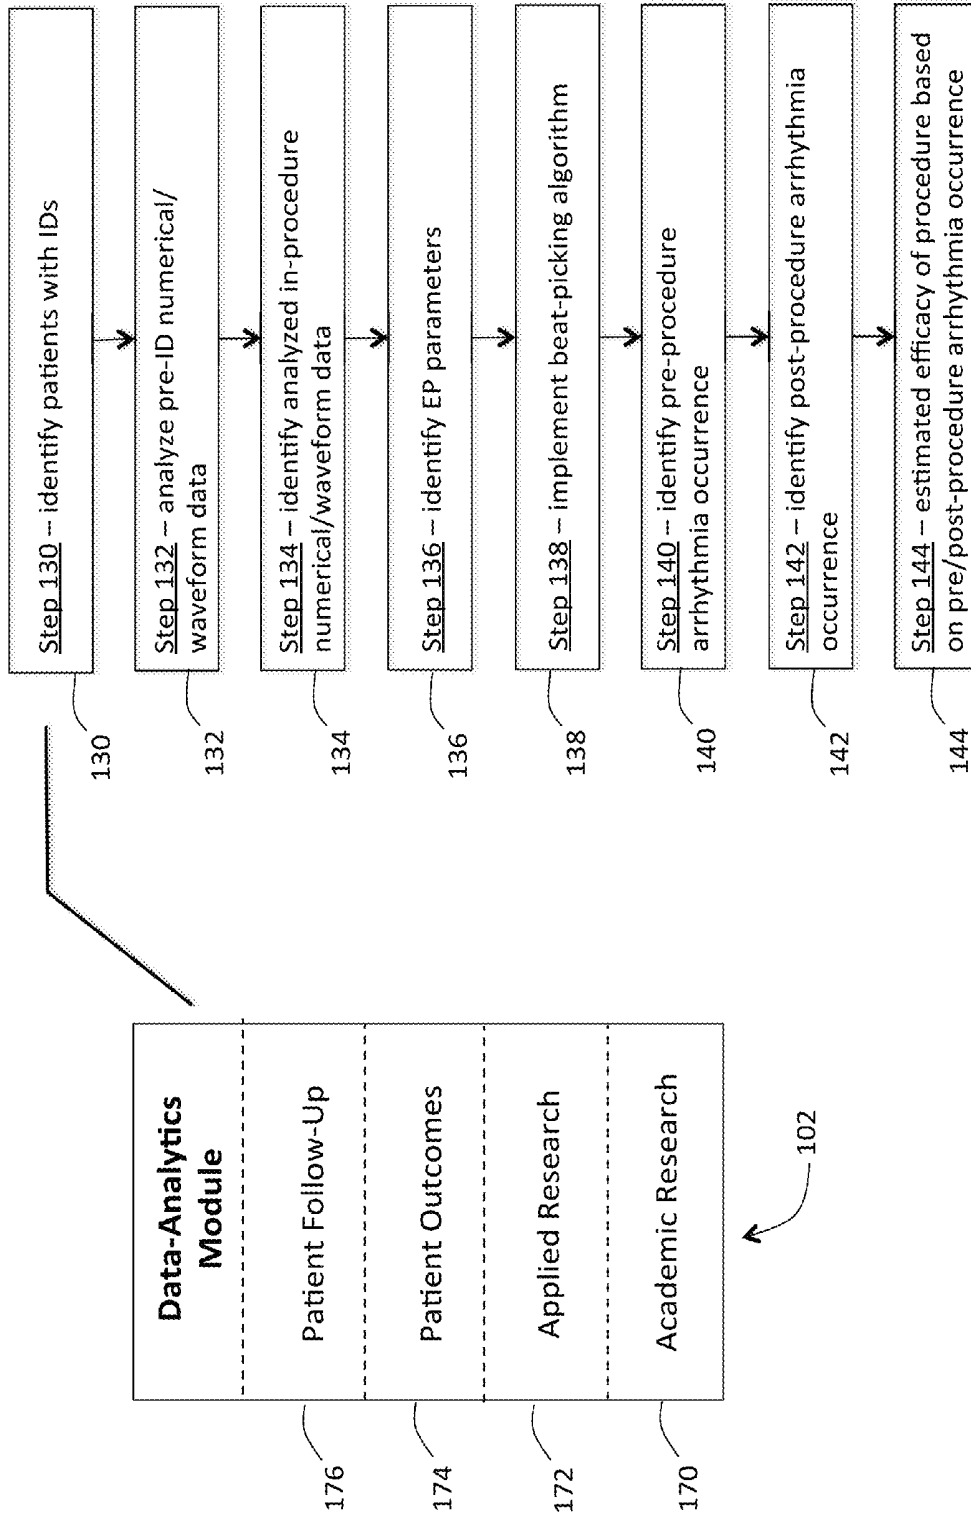 Data-Analytics
Module
Patient Follow-Up
Patient Outcomes
Applied Research
Academic Research
176
174
172
170
102
Step 130 – identify patients with IDs
130
Step 132 – analyze pre-ID numerical/
waveform data
132
Step 134 – identify analyzed in-procedure
numerical/waveform data
134
Step 136 – identify EP parameters
136
Step 138 – implement beat-picking algorithm
138
Step 140 – identify pre-procedure
arrhythmia occurrence
140
Step 142 – identify post-procedure arrhythmia
occurrence
142
Step 144 – estimated efficacy of procedure based
on pre/post-procedure arrhythmia occurrence
144